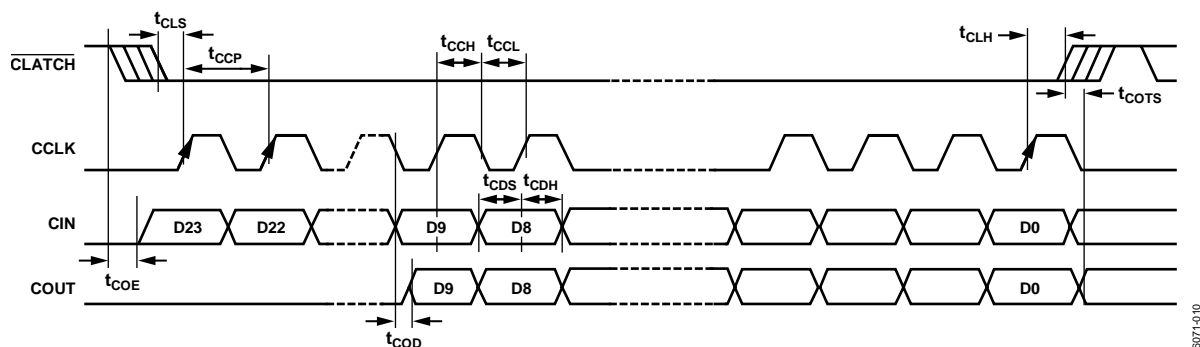 tCLS
tCCP
tCCH
tCCL
tCLH
CLATCH
tCOTS
CCLK
tCDS
tCDH
CIN
D23
D22
D9
D8
D0
tCOE
COUT
D9
D8
D0
tCOD
6071-010